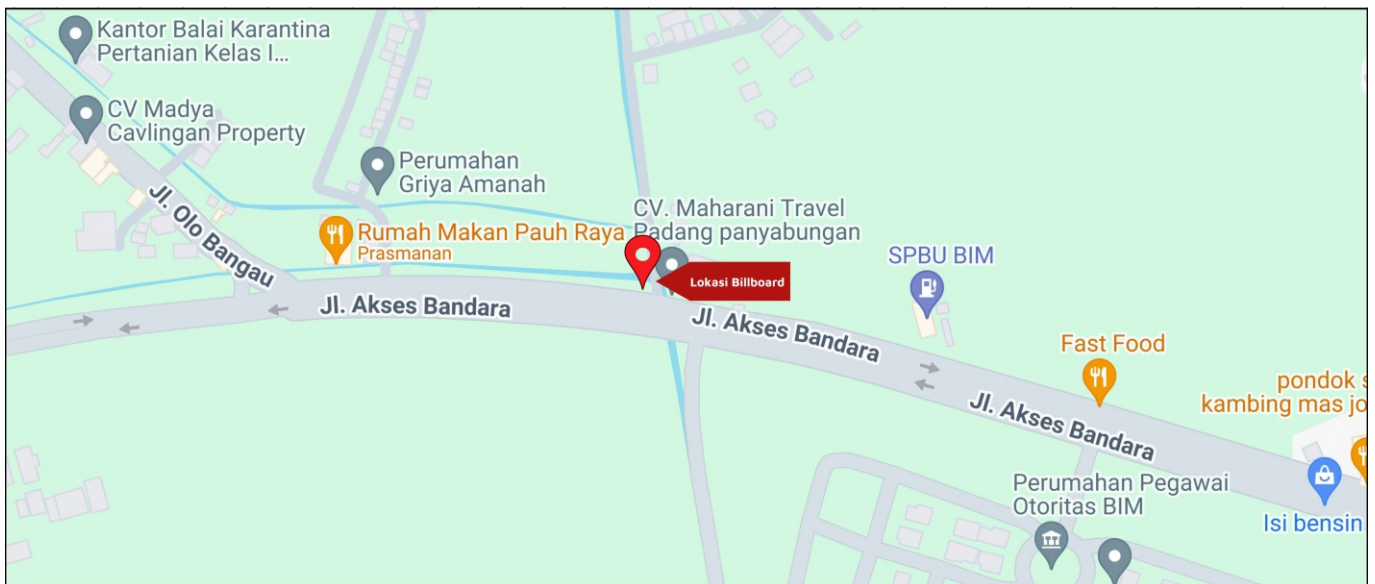 Kantor Balai Karantina
Pertanian Kelas I...
CV Madya
Cavlingan Property
Perumahan
Griya Amanah
Jl. Olo Bangau
CV. Maharani Travel
Padang panyabungan
Rumah Makan Pauh Raya
Prasmanan
SPBU BIM
Lokasi Billboard
Jl. Akses Bandara
Jl. Akses Bandara
Fast Food
pondok s
kambing mas jo
Jl. Akses Bandara
Perumahan Pegawai
Otoritas BIM
Isi bensin